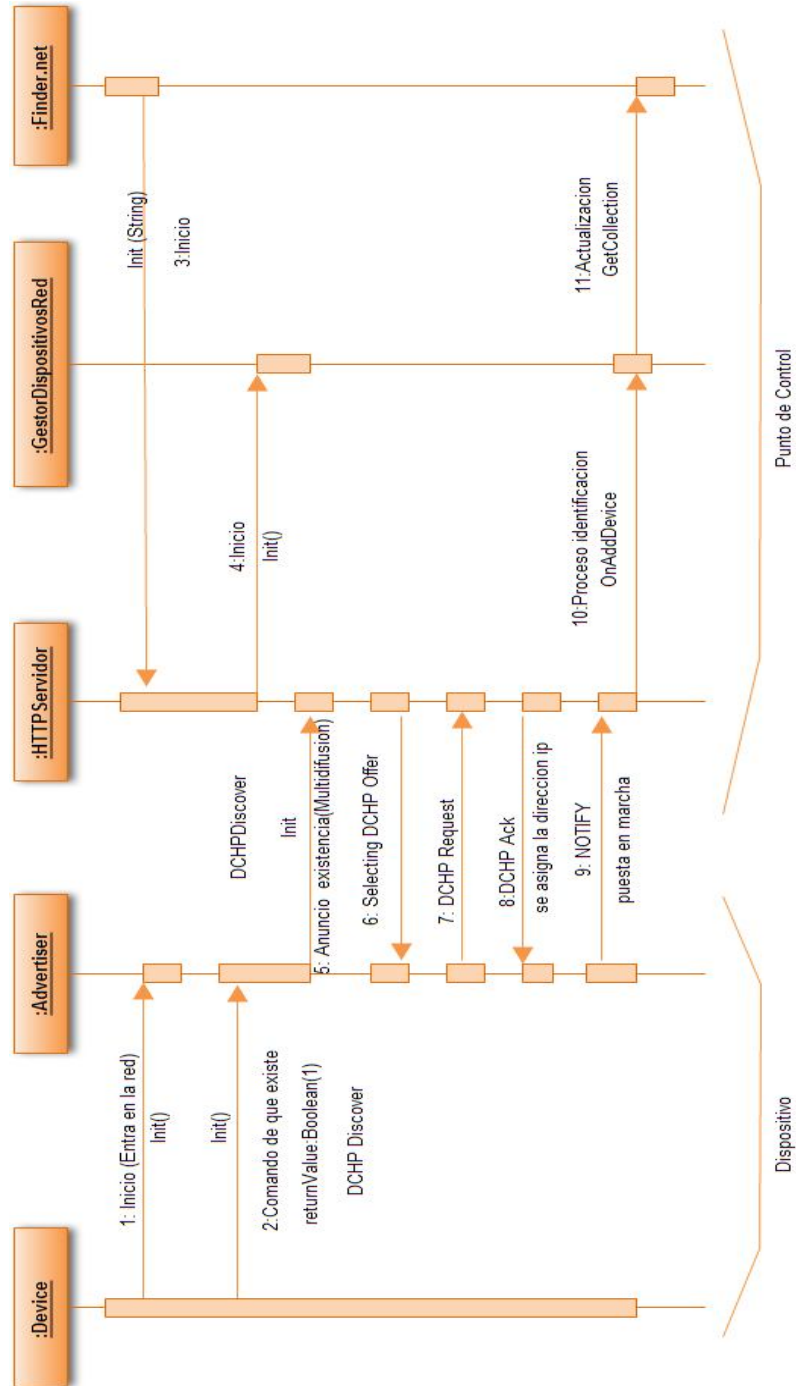 :Device
:Advertiser
:HTTPServidor
:GestorDispositivosRed
:Finder.net
1: Inicio (Entra en la red)
Init()
Init()
2:Comando de que existe
returnValue:Boolean(1)
DCHP Discover
Init (String)
3:Inicio
4:Inicio
Init()
DCHPDiscover
Init
5: Anuncio existencia(Multidifusion)
6: Selecting DCHP Offer
7: DCHP Request
8:DCHP Ack
se asigna la direccion ip
9: NOTIFY
puesta en marcha
10:Proceso identificacion
OnAddDevice
11:Actualizacion
GetCollection
Dispositivo
Punto de Control